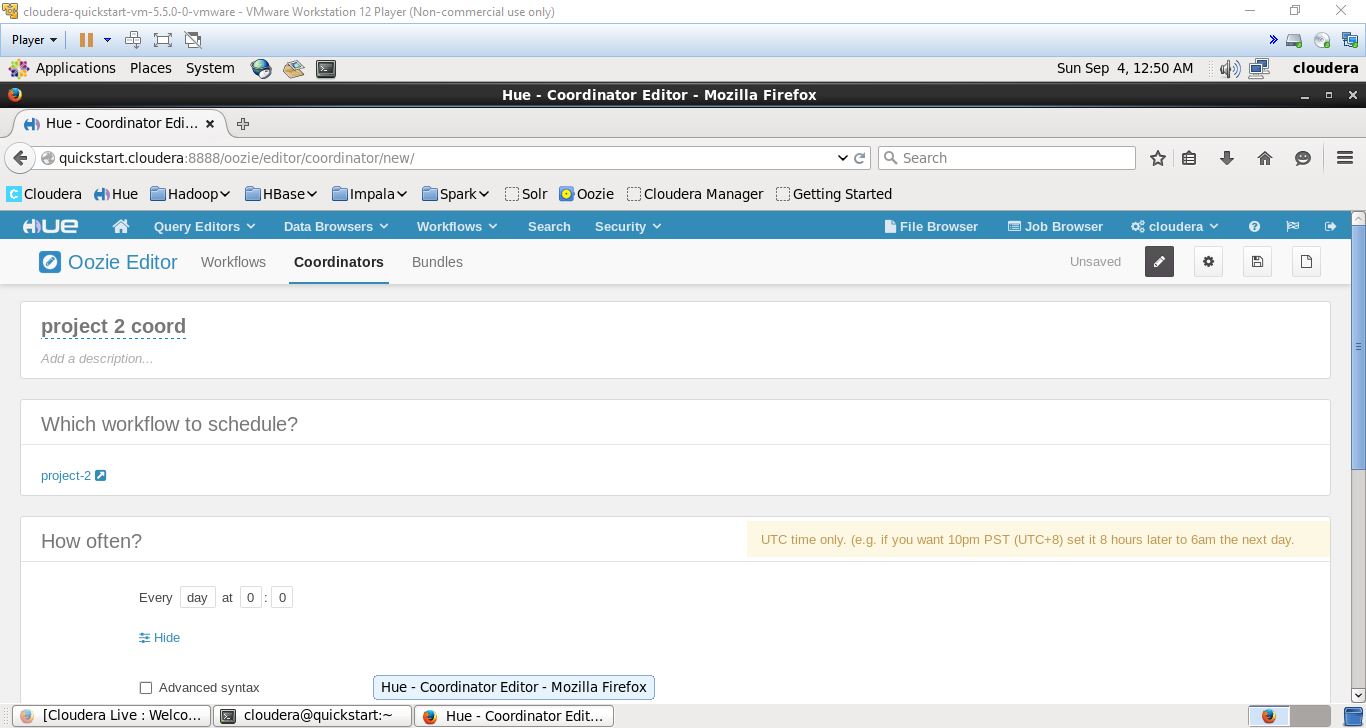 cloudera-quickstart-vm-5.5.0-0-vmware - VMware Workstation 12 Player (Non-commercial use only)
Player
Applications Places System Sun Sep 4, 12:50 AM cloudera
Hue - Coordinator Editor - Mozilla Firefox
Hue - Coordinator Edi...
quickstart.cloudera:8888/oozie/editor/coordinator/new/ Search
Cloudera Hue Hadoop HBase Impala Spark Solr Oozie Cloudera Manager Getting Started
HUE Query Editors Data Browsers Workflows Search Security File Browser Job Browser cloudera
Oozie Editor Workflows Coordinators Bundles Unsaved
project 2 coord
Add a description...
Which workflow to schedule?
project-2
How often? UTC time only. (e.g. if you want 10pm PST (UTC+8) set it 8 hours later to 6am the next day.
Every day at 0 : 0
Hide
Advanced syntax Hue - Coordinator Editor - Mozilla Firefox
[Cloudera Live : Welco... cloudera@quickstart:~ Hue - Coordinator Edit...